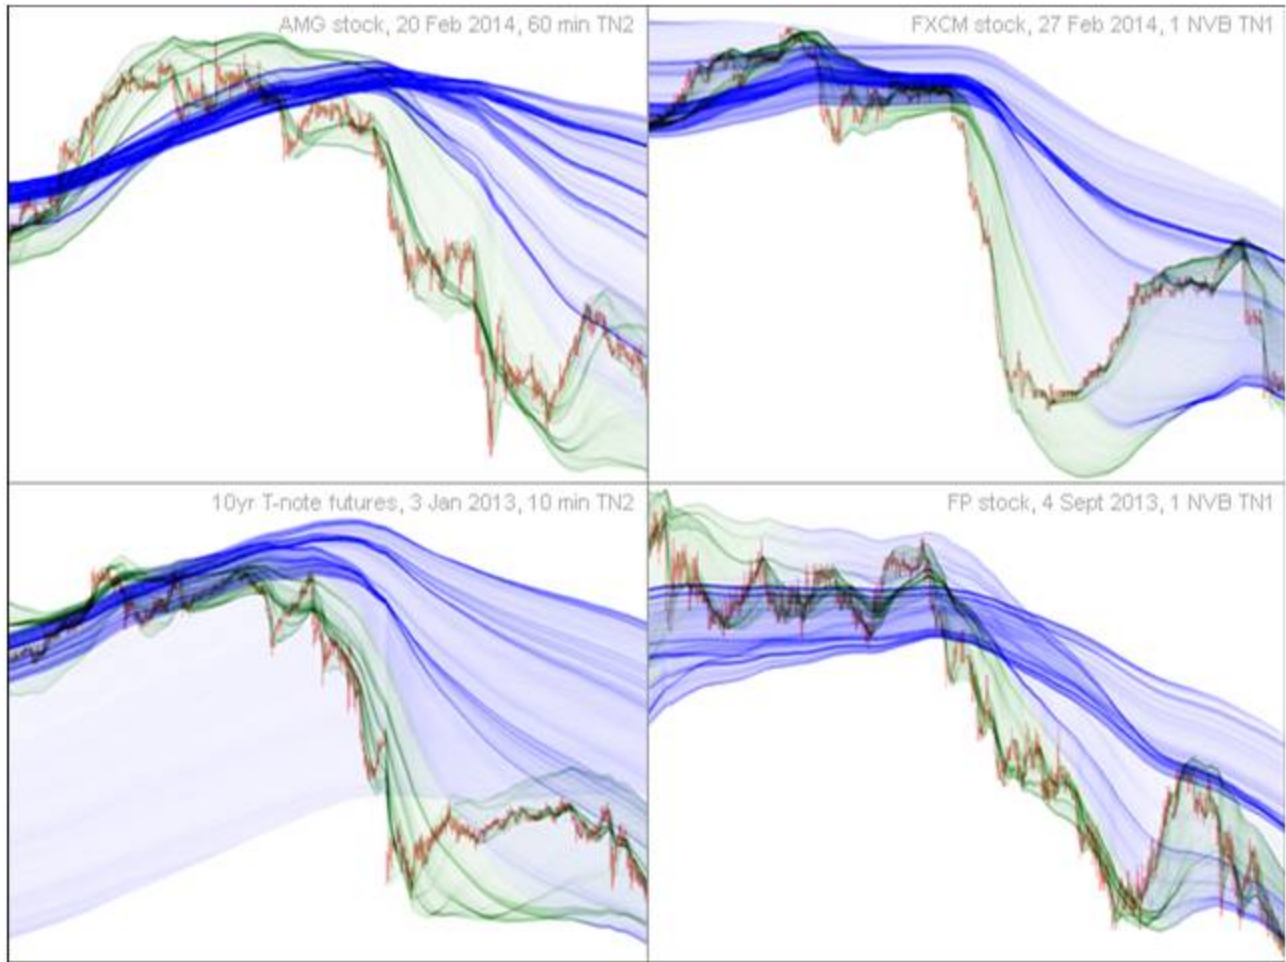 AMG stock, 20 Feb 2014, 60 min TN2
FXCM stock, 27 Feb 2014, 1 NVB TN1
10yr T-note futures, 3 Jan 2013, 10 min TN2
FP stock, 4 Sept 2013, 1 NVB TN1